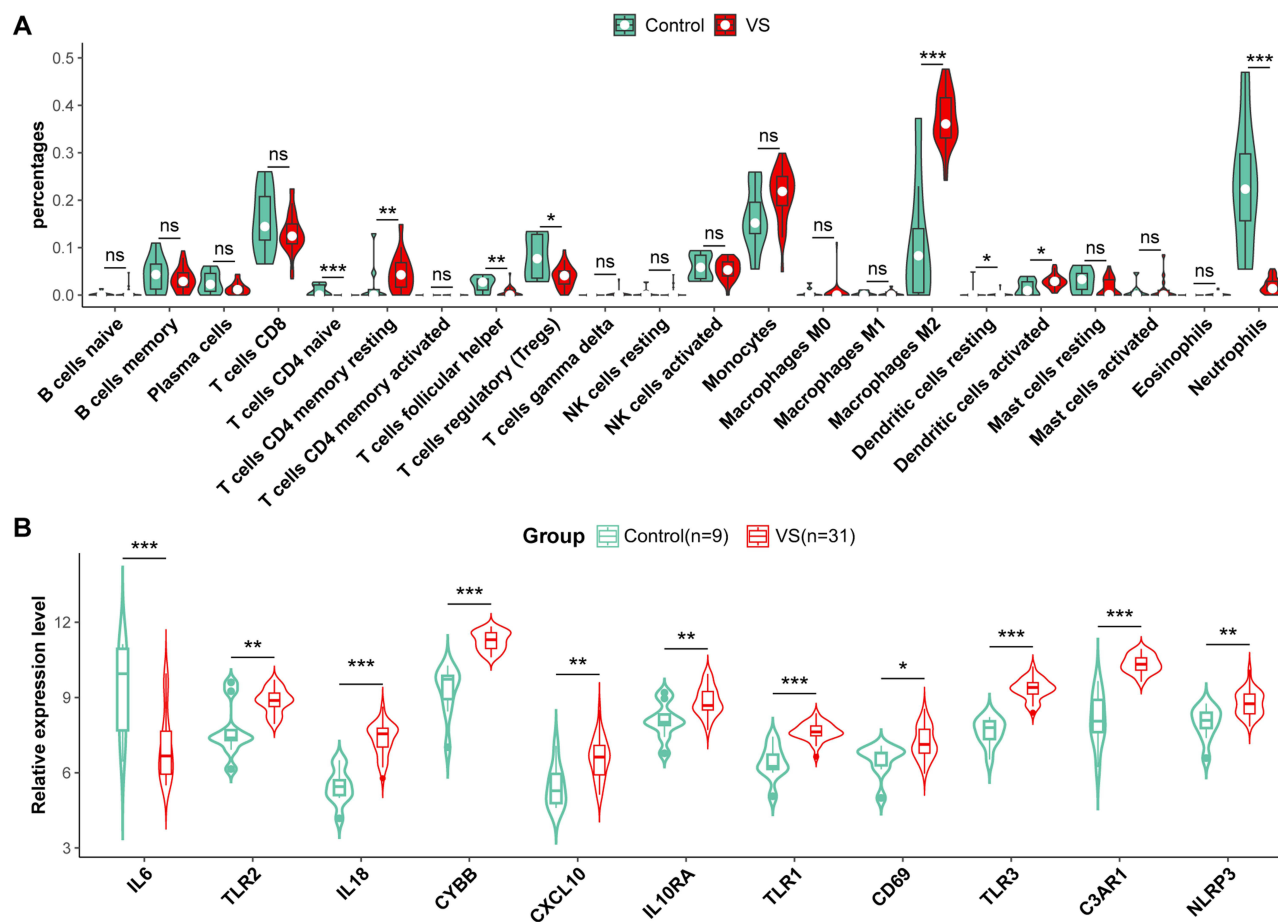 A
Control VS
percentages
0.5
0.4
0.3
0.2
0.1
0.0
ns
ns
ns
ns
***
**
ns
**
*
ns
ns
ns
ns
ns
ns
***
*
*
ns
ns
ns
***
B cells naive
B cells memory
Plasma cells
T cells CD8
T cells CD4 naive
T cells CD4 memory resting
T cells CD4 memory activated
T cells follicular helper
T cells regulatory (Tregs)
T cells gamma delta
NK cells resting
NK cells activated
Monocytes
Macrophages M0
Macrophages M1
Macrophages M2
Dendritic cells resting
Dendritic cells activated
Mast cells resting
Mast cells activated
Eosinophils
Neutrophils
B
Group Control(n=9) VS(n=31)
Relative expression level
12
9
6
3
***
**
***
***
**
**
***
*
***
***
**
IL6
TLR2
IL18
CYBB
CXCL10
IL10RA
TLR1
CD69
TLR3
C3AR1
NLRP3